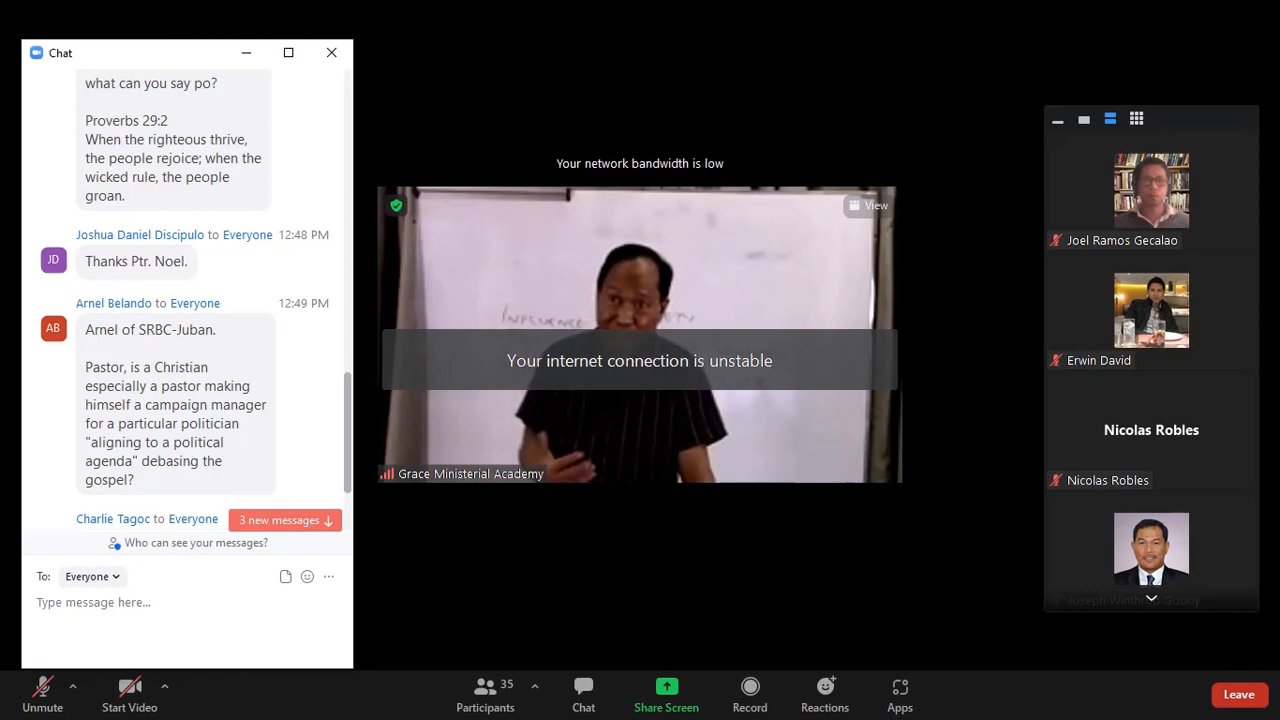 Chat
what can you say po?
Proverbs 29:2
When the righteous thrive,
the people rejoice; when the
wicked rule, the people
groan.
Joshua Daniel Discipulo to Everyone 12:48 PM
JD
Thanks Ptr. Noel.
Arnel Belando to Everyone 12:49 PM
AB
Arnel of SRBC-Juban.
Pastor, is a Christian
especially a pastor making
himself a campaign manager
for a particular politician
"aligning to a political
agenda" debasing the
gospel?
Charlie Tagoc to Everyone
3 new messages
Who can see your messages?
To: Everyone
Type message here...
Your network bandwidth is low
View
INFLUENCE
Your internet connection is unstable
Grace Ministerial Academy
Joel Ramos Gecalao
Erwin David
Nicolas Robles
Nicolas Robles
Joseph Winthrop Godoy
Unmute
Start Video
35
Participants
Chat
Share Screen
Record
Reactions
Apps
Leave